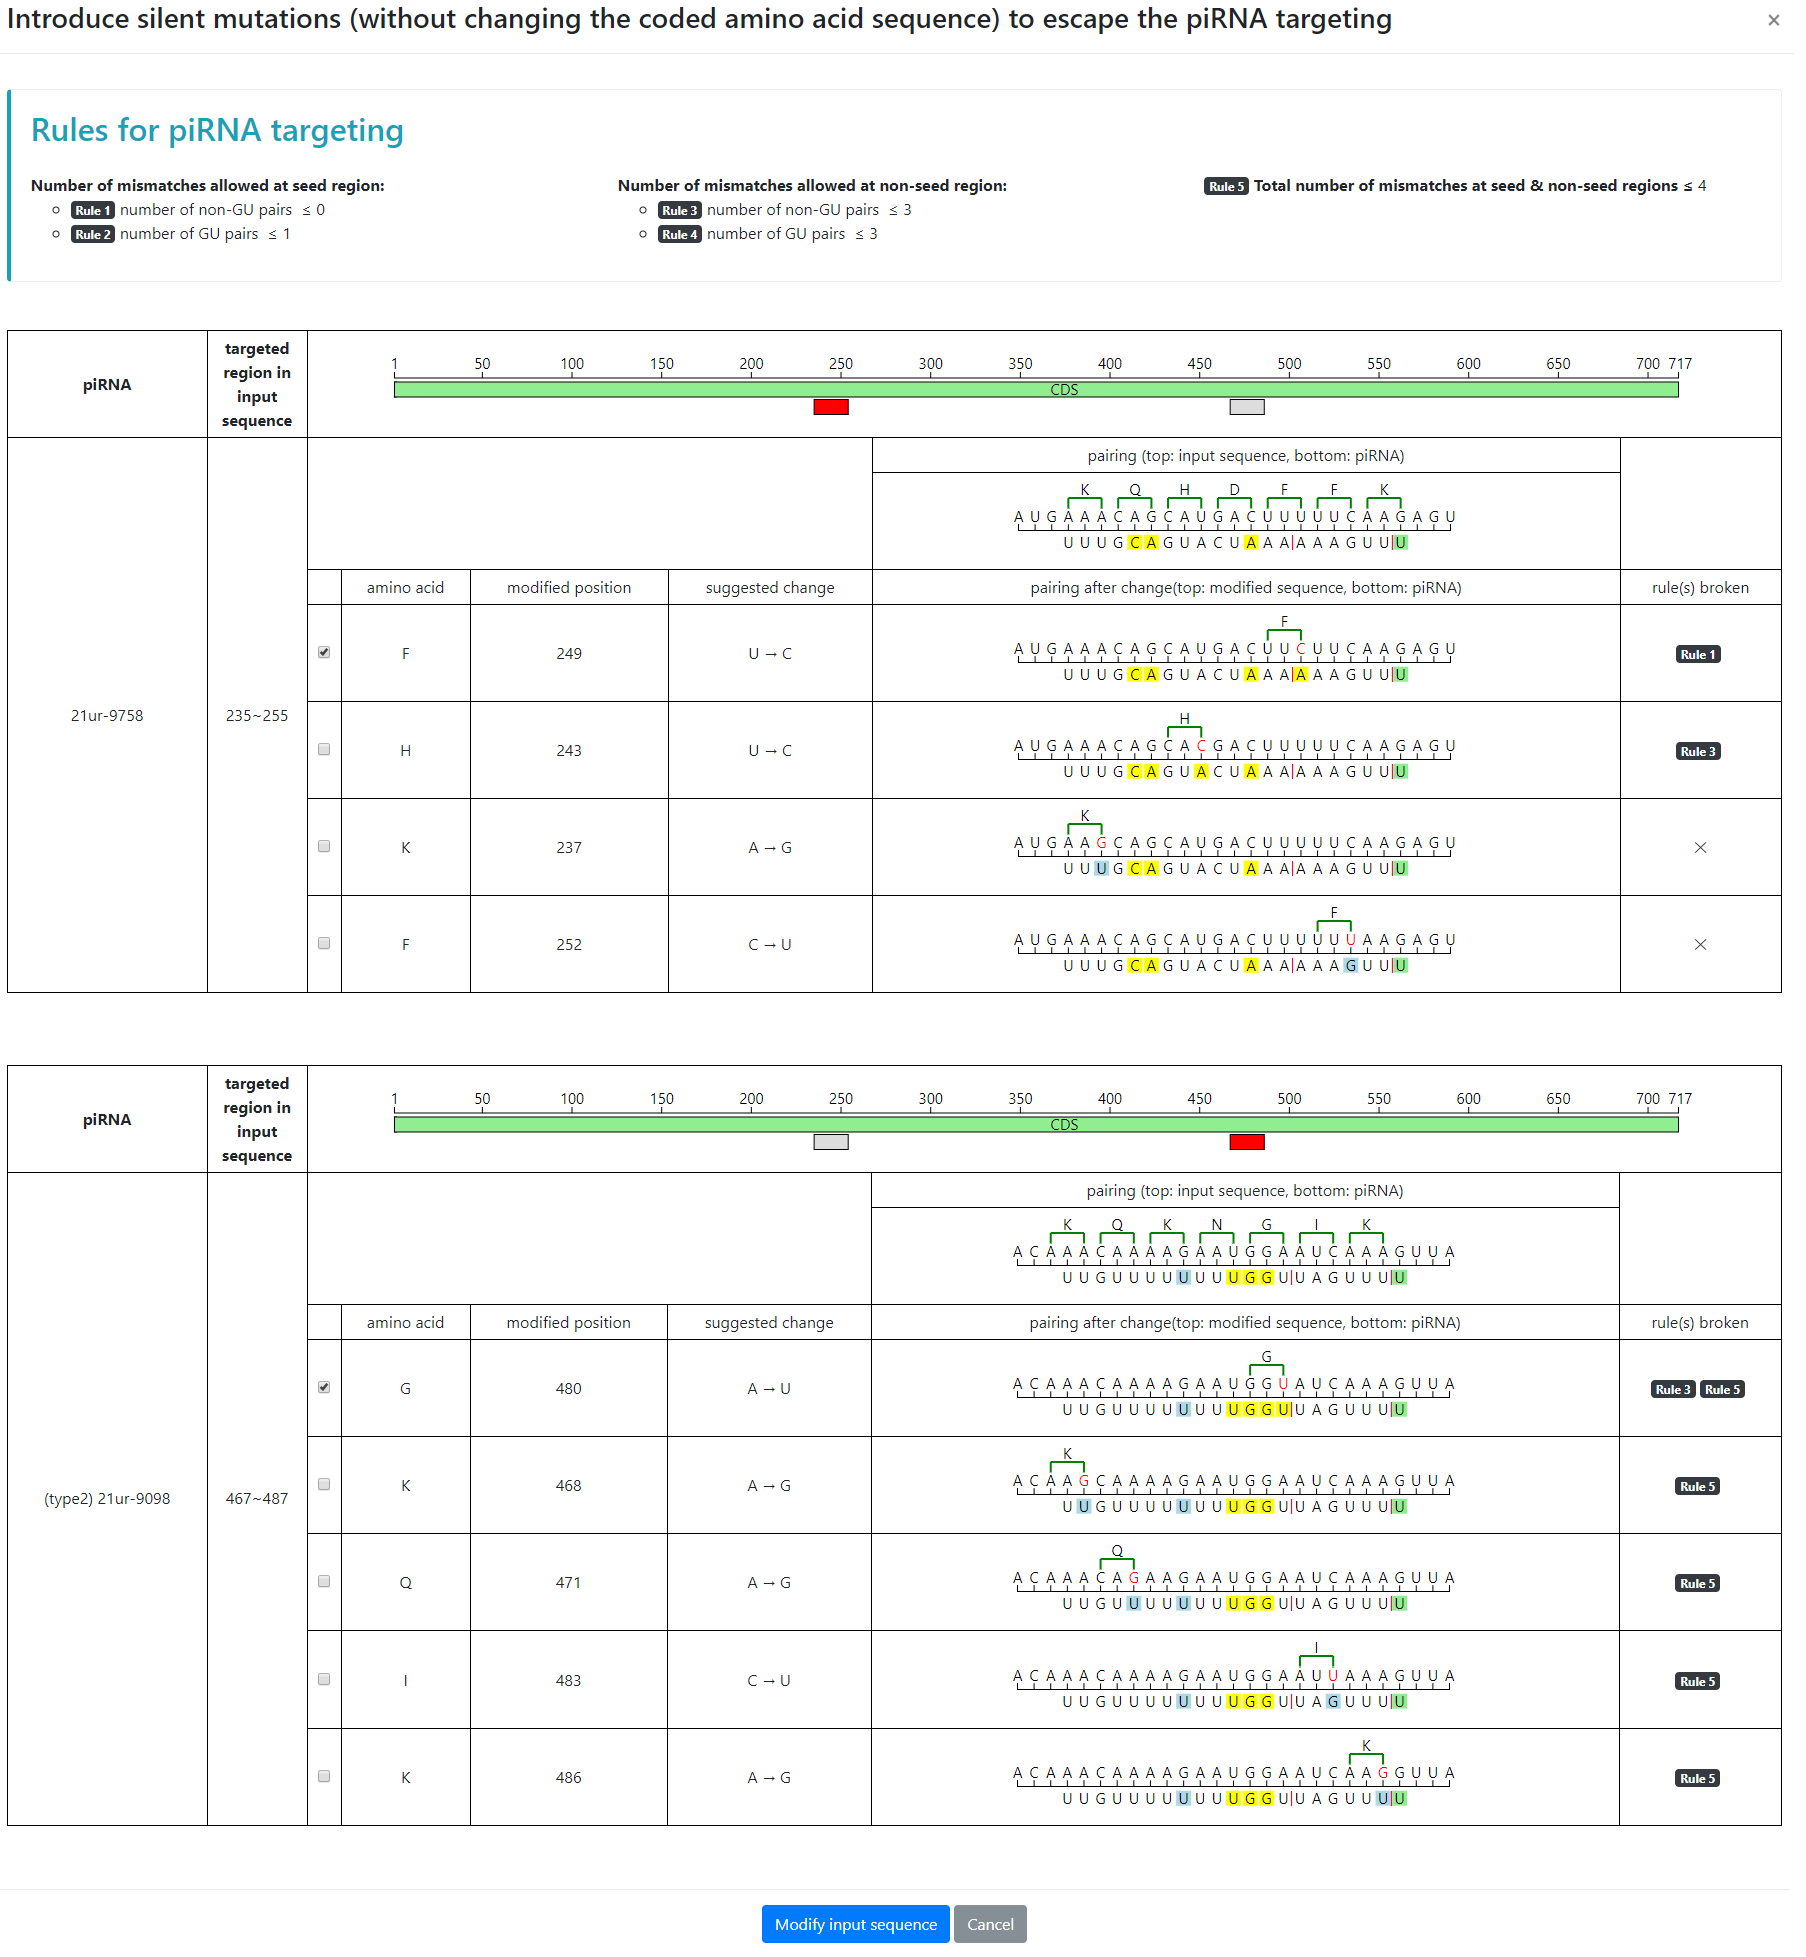 Introduce silent mutations (without changing the coded amino acid sequence) to escape the piRNA targeting ×
Rules for piRNA targeting
Number of mismatches allowed at seed region:
Rule 1 number of non-GU pairs ≤ 0
Rule 2 number of GU pairs ≤ 1
Number of mismatches allowed at non-seed region:
Rule 3 number of non-GU pairs ≤ 3
Rule 4 number of GU pairs ≤ 3
Rule 5 Total number of mismatches at seed & non-seed regions ≤ 4
piRNA
targeted
region in
input
sequence
1 50 100 150 200 250 300 350 400 450 500 550 600 650 700 717
CDS
21ur-9758
235~255
pairing (top: input sequence, bottom: piRNA)
K Q H D F F K
A U G A A A C A G C A U G A C U U U U U C A A G A G U
U U U G C A G U A C U A A A|A A A G U U|U
amino acid modified position suggested change pairing after change(top: modified sequence, bottom: piRNA) rule(s) broken
F 249 U → C
F
A U G A A A C A G C A U G A C U U C U U C A A G A G U
U U U G C A G U A C U A A A|A A A G U U|U
Rule 1
H 243 U → C
H
A U G A A A C A G C A C G A C U U U U U C A A G A G U
U U U G C A G U A C U A A A|A A A G U U|U
Rule 3
K 237 A → G
K
A U G A A G C A G C A U G A C U U U U U C A A G A G U
U U U G C A G U A C U A A A|A A A G U U|U
×
F 252 C → U
F
A U G A A A C A G C A U G A C U U U U U U A A G A G U
U U U G C A G U A C U A A A|A A A G U U|U
×
piRNA
targeted
region in
input
sequence
1 50 100 150 200 250 300 350 400 450 500 550 600 650 700 717
CDS
(type2) 21ur-9098
467~487
pairing (top: input sequence, bottom: piRNA)
K Q K N G I K
A C A A A C A A A A G A A U G G A A U C A A A G U U A
U U G U U U U U U U U G G U|U A G U U U|U
amino acid modified position suggested change pairing after change(top: modified sequence, bottom: piRNA) rule(s) broken
G 480 A → U
G
A C A A A C A A A A G A A U G G U A U C A A A G U U A
U U G U U U U U U U U G G U|U A G U U U|U
Rule 3 Rule 5
K 468 A → G
K
A C A A G C A A A A G A A U G G A A U C A A A G U U A
U U G U U U U U U U U G G U|U A G U U U|U
Rule 5
Q 471 A → G
Q
A C A A A C A G A A G A A U G G A A U C A A A G U U A
U U G U U U U U U U U G G U|U A G U U U|U
Rule 5
I 483 C → U
I
A C A A A C A A A A G A A U G G A A U U A A A G U U A
U U G U U U U U U U U G G U|U A G U U U|U
Rule 5
K 486 A → G
K
A C A A A C A A A A G A A U G G A A U C A A G G U U A
U U G U U U U U U U U G G U|U A G U U U|U
Rule 5
Modify input sequence Cancel